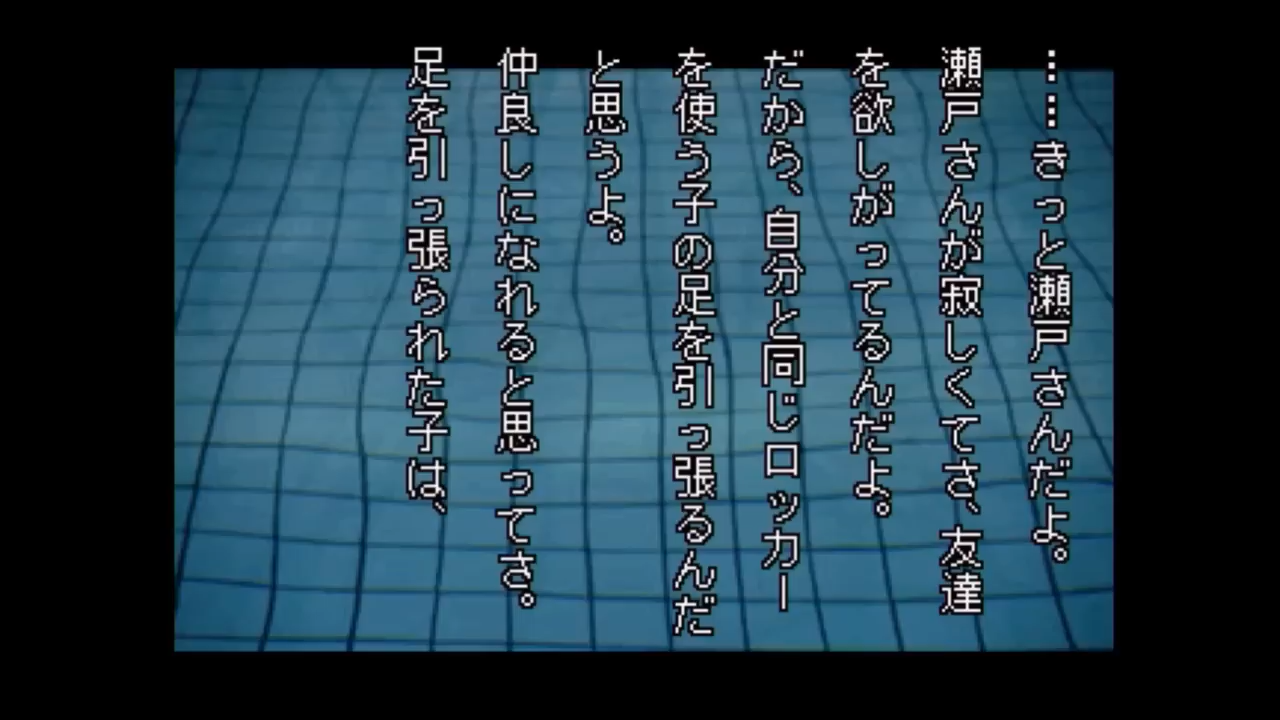 ……きっと瀬戸さんだよ。
瀬戸さんが寂しくてさ、友達
を欲しがってるんだよ。
だから、自分と同じロッカー
を使う子の足を引っ張るんだ
と思うよ。
仲良しになれると思ってさ。
足を引っ張られた子は、